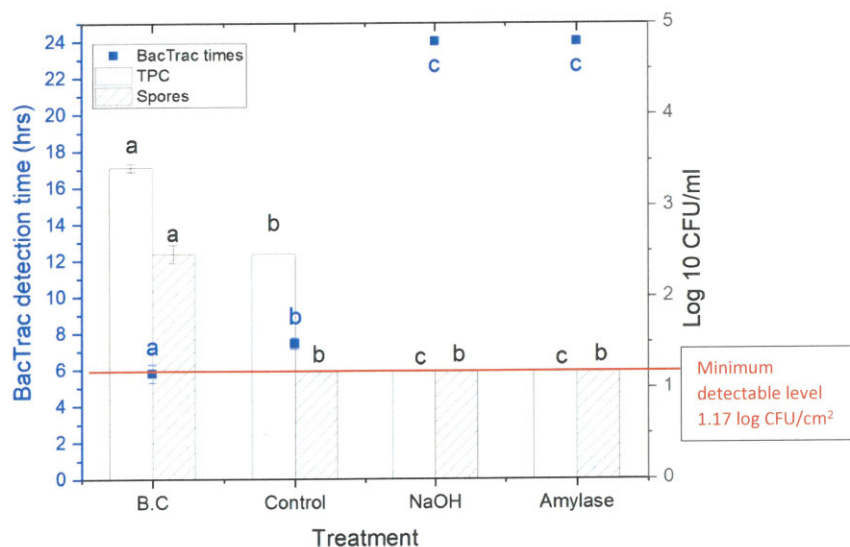 BacTrac detection time (hrs)
24
22
20
18
16
14
12
10
8
6
4
2
0
BacTrac times
TPC
Spores
a
a
a
b
b
b
c
c
b
c
c
b
B.C
Control
NaOH
Amylase
Treatment
5
4
3
2
1
0
Log 10 CFU/ml
Minimum
detectable level
1.17 log CFU/cm²